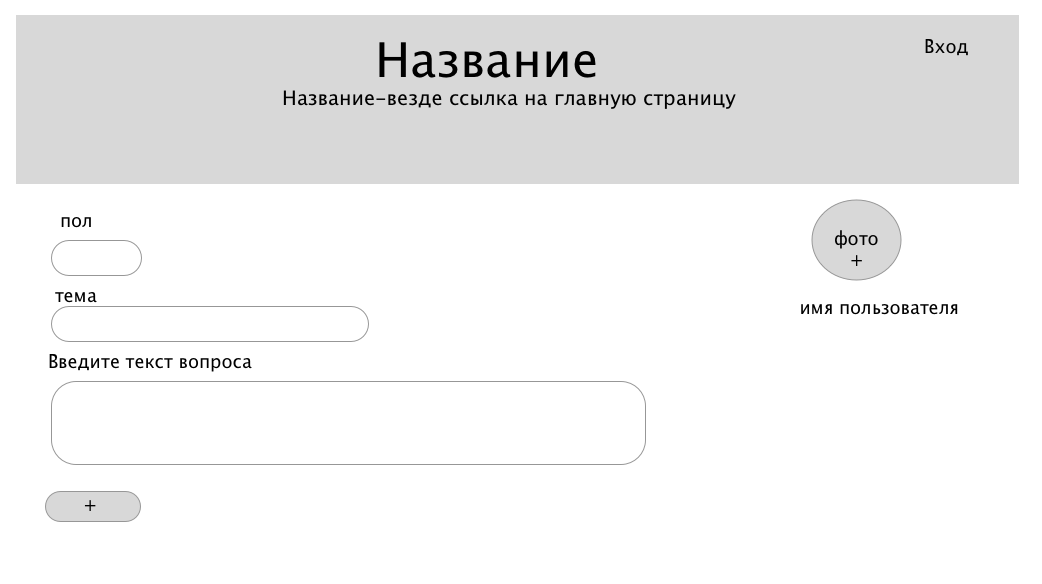 Название
Вход
Название-везде ссылка на главную страницу
пол
фото
+
тема
имя пользователя
Введите текст вопроса
+